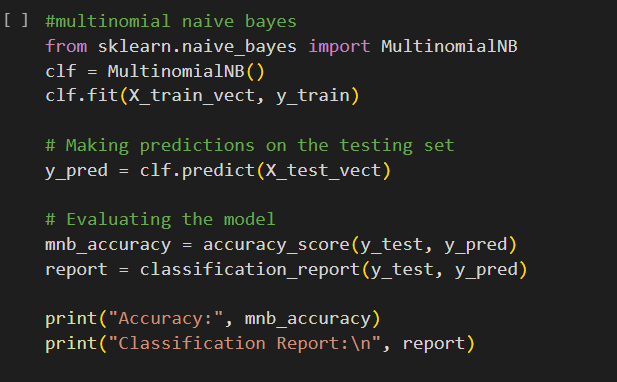 [ ] #multinomial naive bayes
from sklearn.naive_bayes import MultinomialNB
clf = MultinomialNB()
clf.fit(X_train_vect, y_train)
# Making predictions on the testing set
y_pred = clf.predict(X_test_vect)
# Evaluating the model
mnb_accuracy = accuracy_score(y_test, y_pred)
report = classification_report(y_test, y_pred)
print("Accuracy:", mnb_accuracy)
print("Classification Report:\n", report)